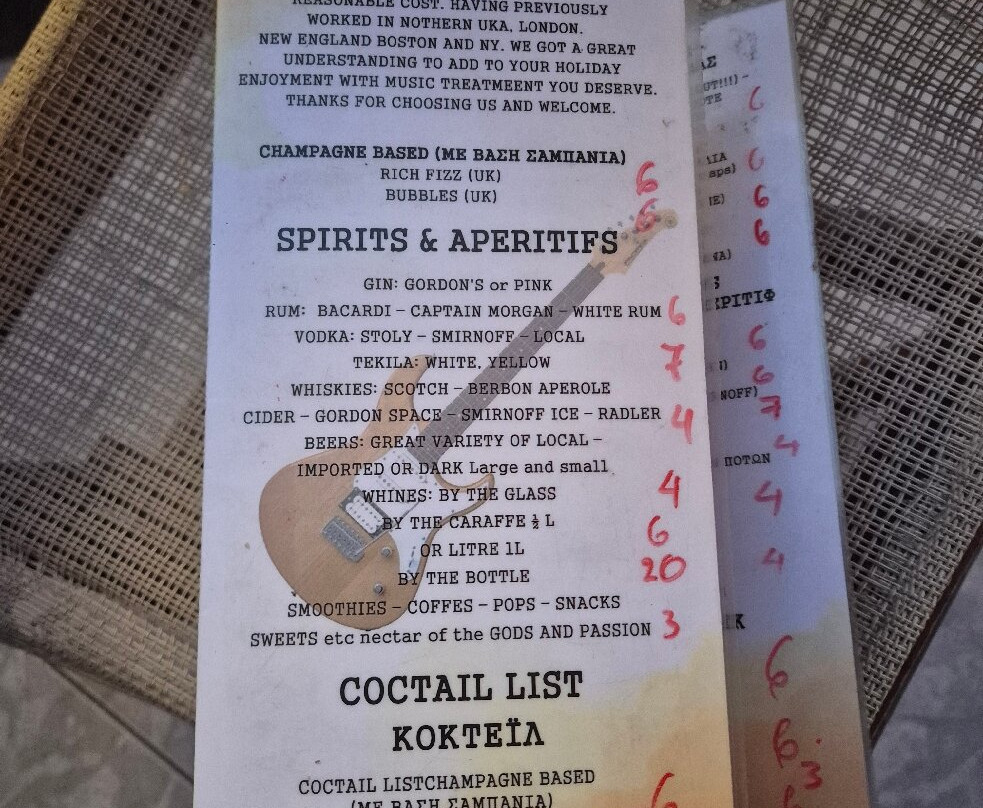 REASONABLE COST. HAVING PREVIOUSLY
WORKED IN NOTHERN UKA, LONDON.
NEW ENGLAND BOSTON AND NY. WE GOT A GREAT
UNDERSTANDING TO ADD TO YOUR HOLIDAY
ENJOYMENT WITH MUSIC TREATMEENT YOU DESERVE.
THANKS FOR CHOOSING US AND WELCOME.
CHAMPAGNE BASED (ΜΕ ΒΑΣΗ ΣΑΜΠΑΝΙΑ)
RICH FIZZ (UK) 6
BUBBLES (UK) 6
SPIRITS & APERITIFS
GIN: GORDON'S or PINK
RUM: BACARDI - CAPTAIN MORGAN - WHITE RUM 6
VODKA: STOLY - SMIRNOFF - LOCAL
TEKILA: WHITE, YELLOW 7
WHISKIES: SCOTCH - BERBON APEROLE
CIDER - GORDON SPACE - SMIRNOFF ICE - RADLER 4
BEERS: GREAT VARIETY OF LOCAL -
IMPORTED OR DARK Large and small
WHINES: BY THE GLASS 4
BY THE CARAFFE ½ L 6
OR LITRE 1L
BY THE BOTTLE 20
SMOOTHIES - COFFES - POPS - SNACKS
SWEETS etc nectar of the GODS AND PASSION 3
COCTAIL LIST
ΚΟΚΤΕΪΛ
COCTAIL LISTCHAMPAGNE BASED
(ΜΕ ΒΑΣΗ ΣΑΜΠΑΝΙΑ) 6
6
6
6
6
6
6
7
4
ΠΟΤΩΝ
4
4
6
6
3